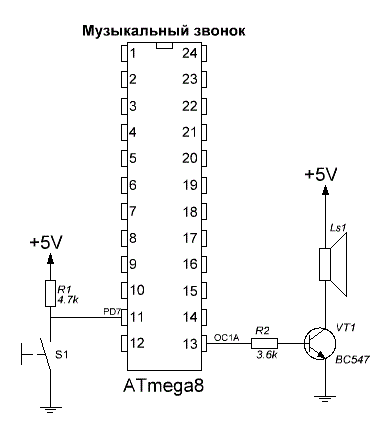 Музыкальный звонок
1 24
2 23
3 22
4 21
5 20
6 19
7 18
8 17
9 16
10 15
11 14
12 13
ATmega8
+5V
R1
4.7k
PD7
S1
OC1A
R2
3.6k
+5V
Ls1
VT1
BC547